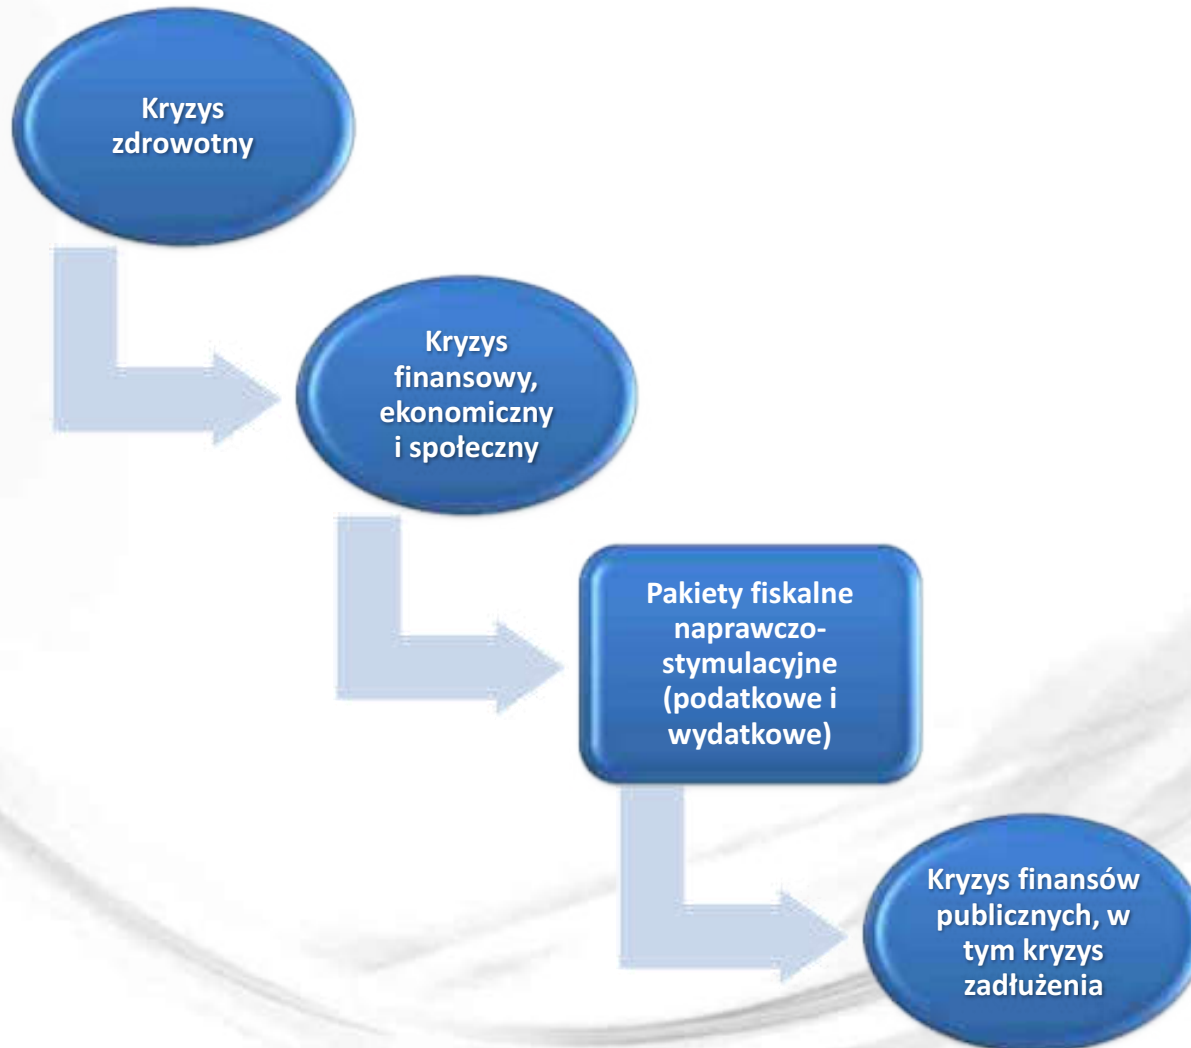 Kryzys
zdrowotny
Kryzys
finansowy,
ekonomiczny
i społeczny
Pakiety fiskalne
naprawczo-
stymulacyjne
(podatkowe i
wydatkowe)
Kryzys finansów
publicznych, w
tym kryzys
zadłużenia